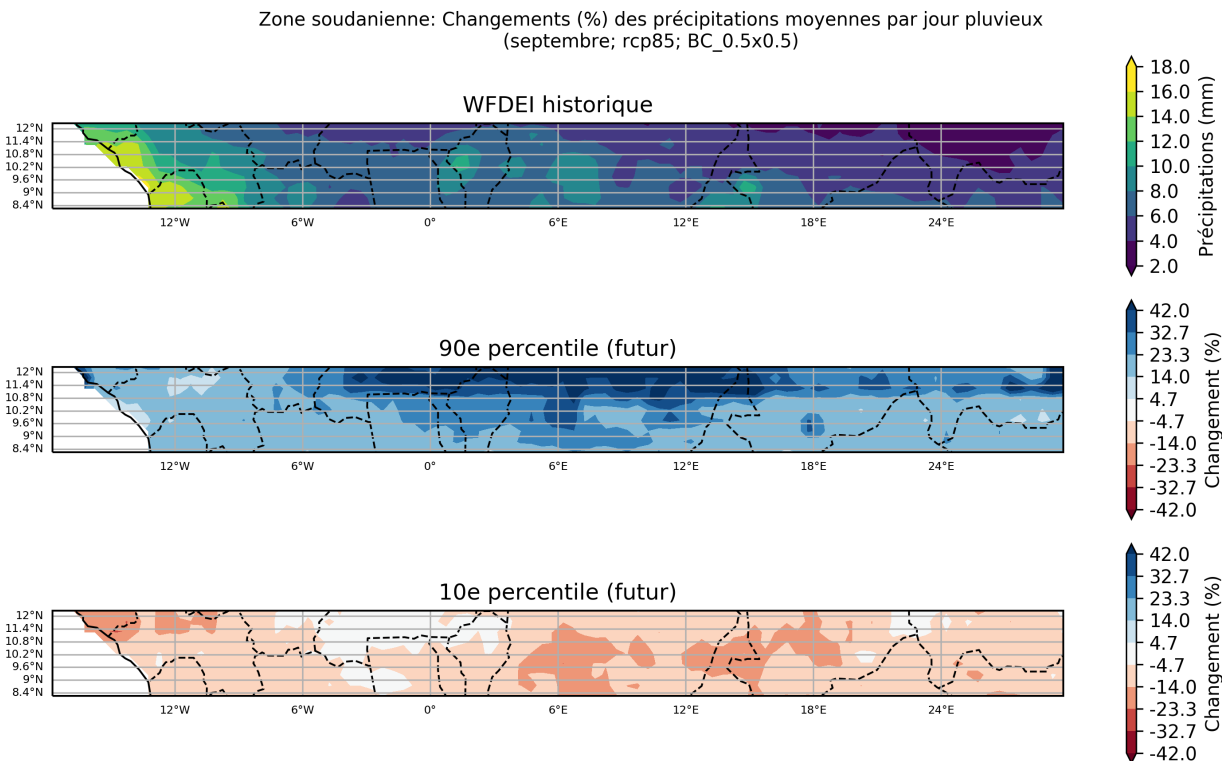 Zone soudanienne: Changements (%) des précipitations moyennes par jour pluvieux
(septembre; rcp85; BC_0.5x0.5)
WFDEI historique
12°N
11.4°N
10.8°N
10.2°N
9.6°N
9°N
8.4°N
12°W 6°W 0° 6°E 12°E 18°E 24°E
18.0
16.0
14.0
12.0
10.0
8.0
6.0
4.0
2.0
Précipitations (mm)
90e percentile (futur)
12°N
11.4°N
10.8°N
10.2°N
9.6°N
9°N
8.4°N
12°W 6°W 0° 6°E 12°E 18°E 24°E
42.0
32.7
23.3
14.0
4.7
-4.7
-14.0
-23.3
-32.7
-42.0
Changement (%)
10e percentile (futur)
12°N
11.4°N
10.8°N
10.2°N
9.6°N
9°N
8.4°N
12°W 6°W 0° 6°E 12°E 18°E 24°E
42.0
32.7
23.3
14.0
4.7
-4.7
-14.0
-23.3
-32.7
-42.0
Changement (%)